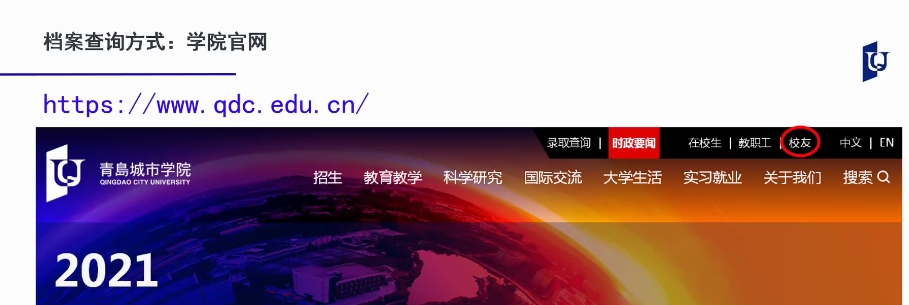 档案查询方式：学院官网
https://www.qdc.edu.cn/
录取查询 | 时政要闻 在校生 | 教职工 | 校友 中文 | EN
青島城市学院
QINGDAO CITY UNIVERSITY
招生 教育教学 科学研究 国际交流 大学生活 实习就业 关于我们 搜索
2021